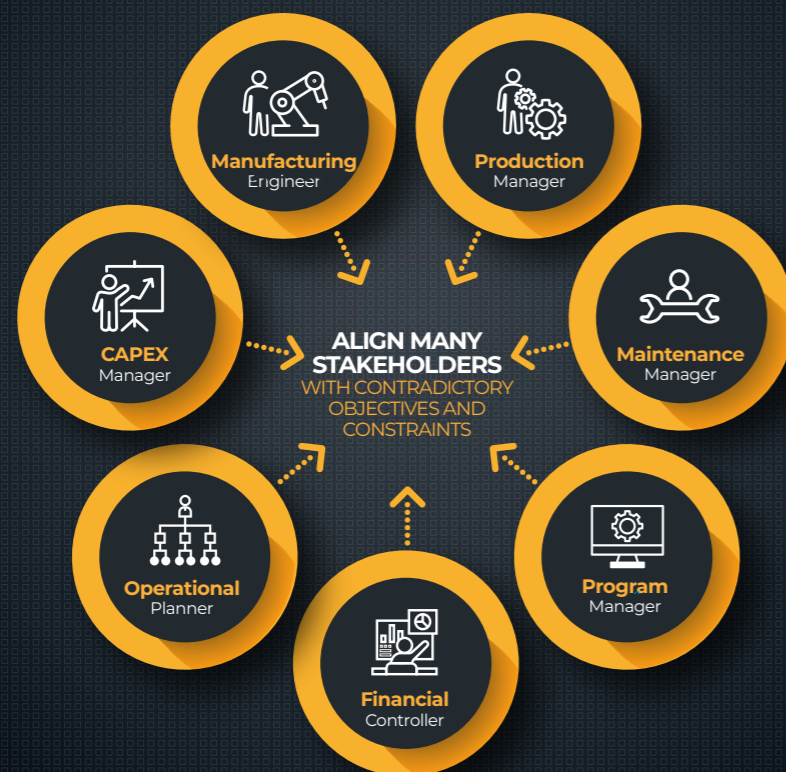 Manufacturing
Engineer
Production
Manager
CAPEX
Manager
ALIGN MANY
STAKEHOLDERS
WITH CONTRADICTORY
OBJECTIVES AND
CONSTRAINTS
Maintenance
Manager
Operational
Planner
Program
Manager
Financial
Controller